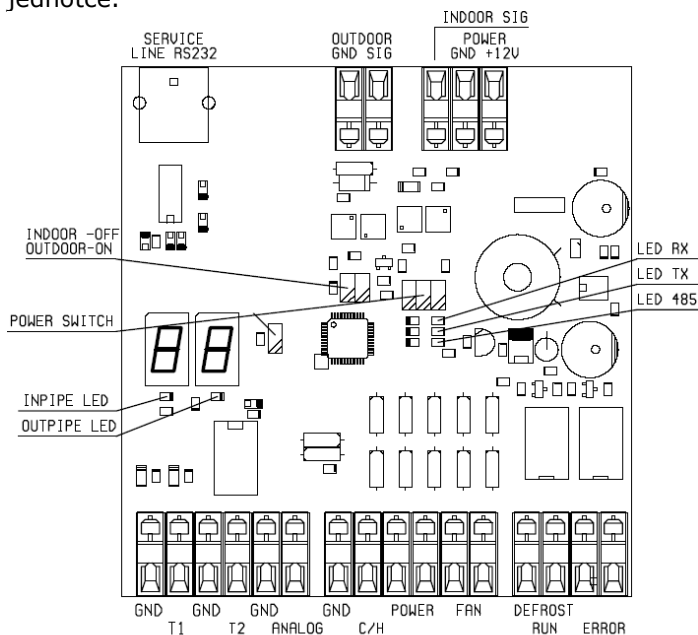 jednotce.
INDOOR SIG
SERVICE
LINE RS232
OUTDOOR
GND SIG
POWER
GND +12V
INDOOR -OFF
OUTDOOR-ON
LED RX
LED TX
LED 485
POWER SWITCH
8 8
INPIPE LED
OUTPIPE LED
GND GND GND GND POWER FAN DEFROST
T1 T2 ANALOG C/H RUN ERROR